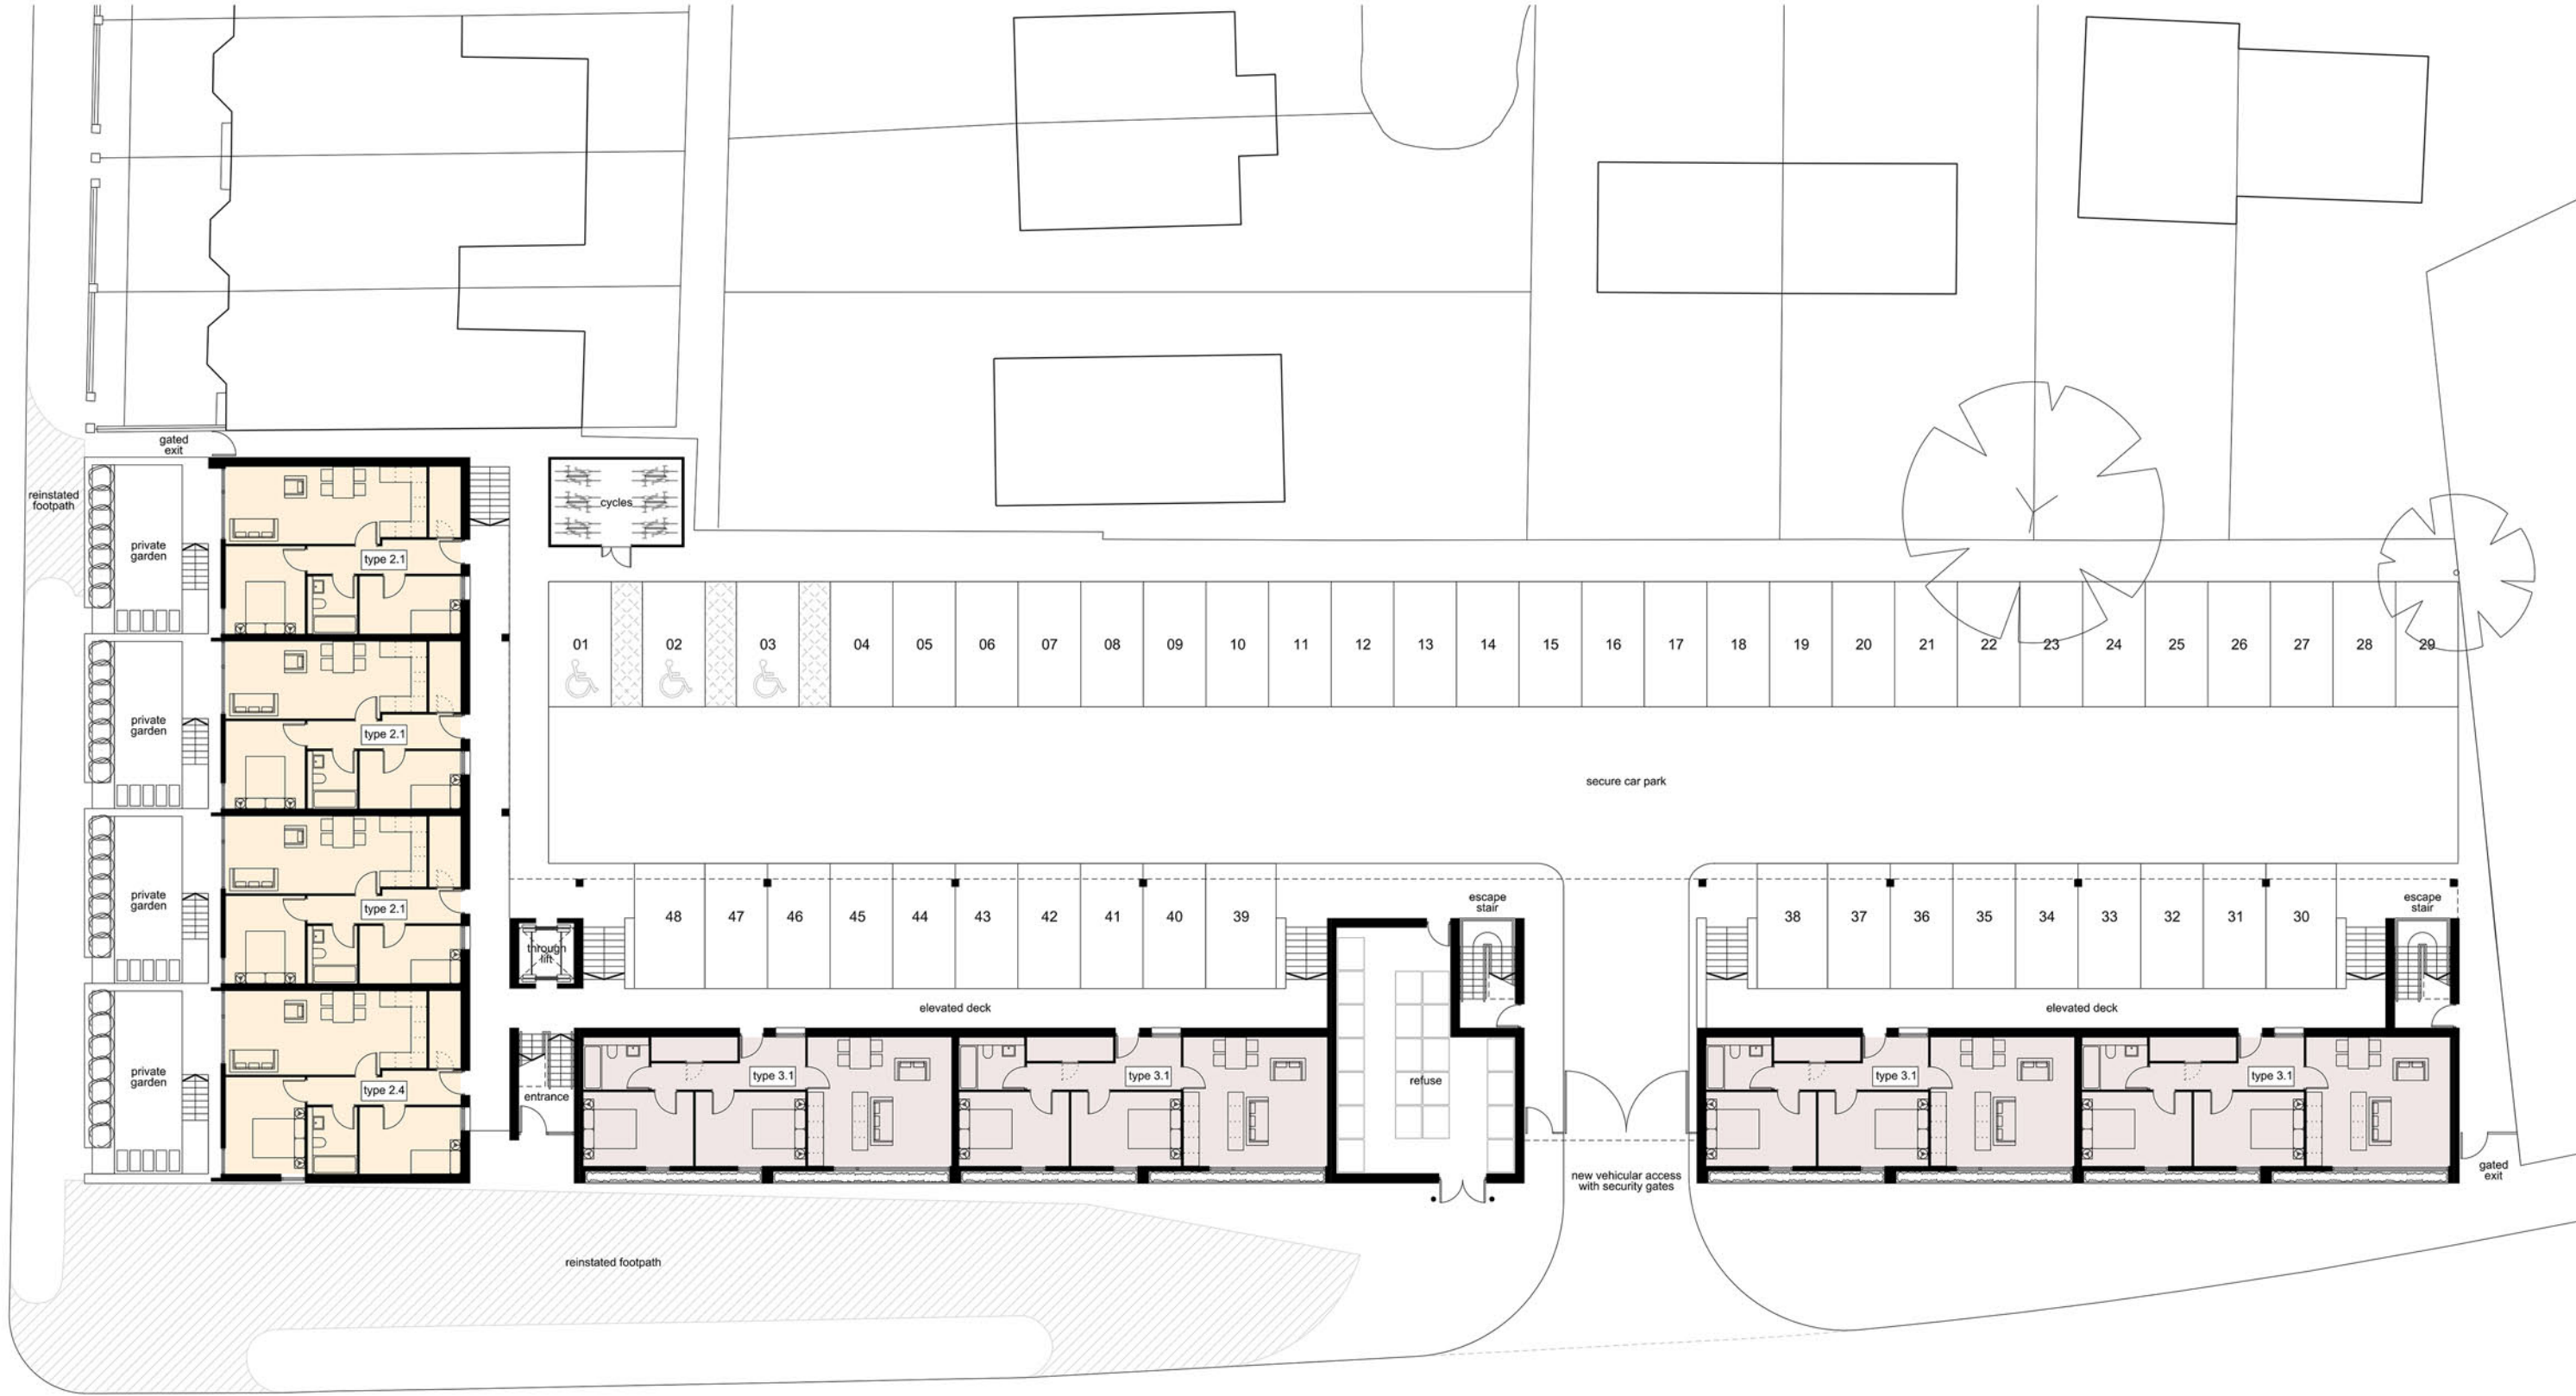 gated
exit
reinstated
footpath
cycles
private
garden
type 2.1
private
garden
type 2.1
private
garden
type 2.1
private
garden
type 2.4
01
02
03
04
05
06
07
08
09
10
11
12
13
14
15
16
17
18
19
20
21
22
23
24
25
26
27
28
29
secure car park
through
lift
48
47
46
45
44
43
42
41
40
39
escape
stair
38
37
36
35
34
33
32
31
30
escape
stair
elevated deck
elevated deck
entrance
type 3.1
type 3.1
refuse
type 3.1
type 3.1
new vehicular access
with security gates
gated
exit
reinstated footpath